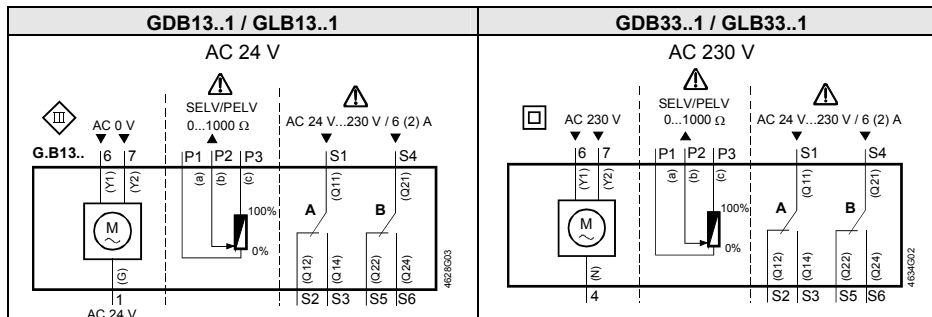 GDB13..1 / GLB13..1
AC 24 V
SELV/PELV
0...1000 Ω
AC 24 V...230 V / 6 (2) A
III
AC 0 V
G.B13..
6 7 P1 P2 P3 S1 S4
(Y1) (Y2) (a) (b) (c) (Q11) (Q21)
A B
100%
M
~
0%
(G) (Q12) (Q14) (Q22) (Q24)
4628G03
1 S2 S3 S5 S6
AC 24 V
GDB33..1 / GLB33..1
AC 230 V
SELV/PELV
0...1000 Ω
AC 24 V...230 V / 6 (2) A
AC 230 V
6 7 P1 P2 P3 S1 S4
(Y1) (Y2) (a) (b) (c) (Q11) (Q21)
A B
100%
M
~
0%
(N) (Q12) (Q14) (Q22) (Q24)
4634G02
4 S2 S3 S5 S6